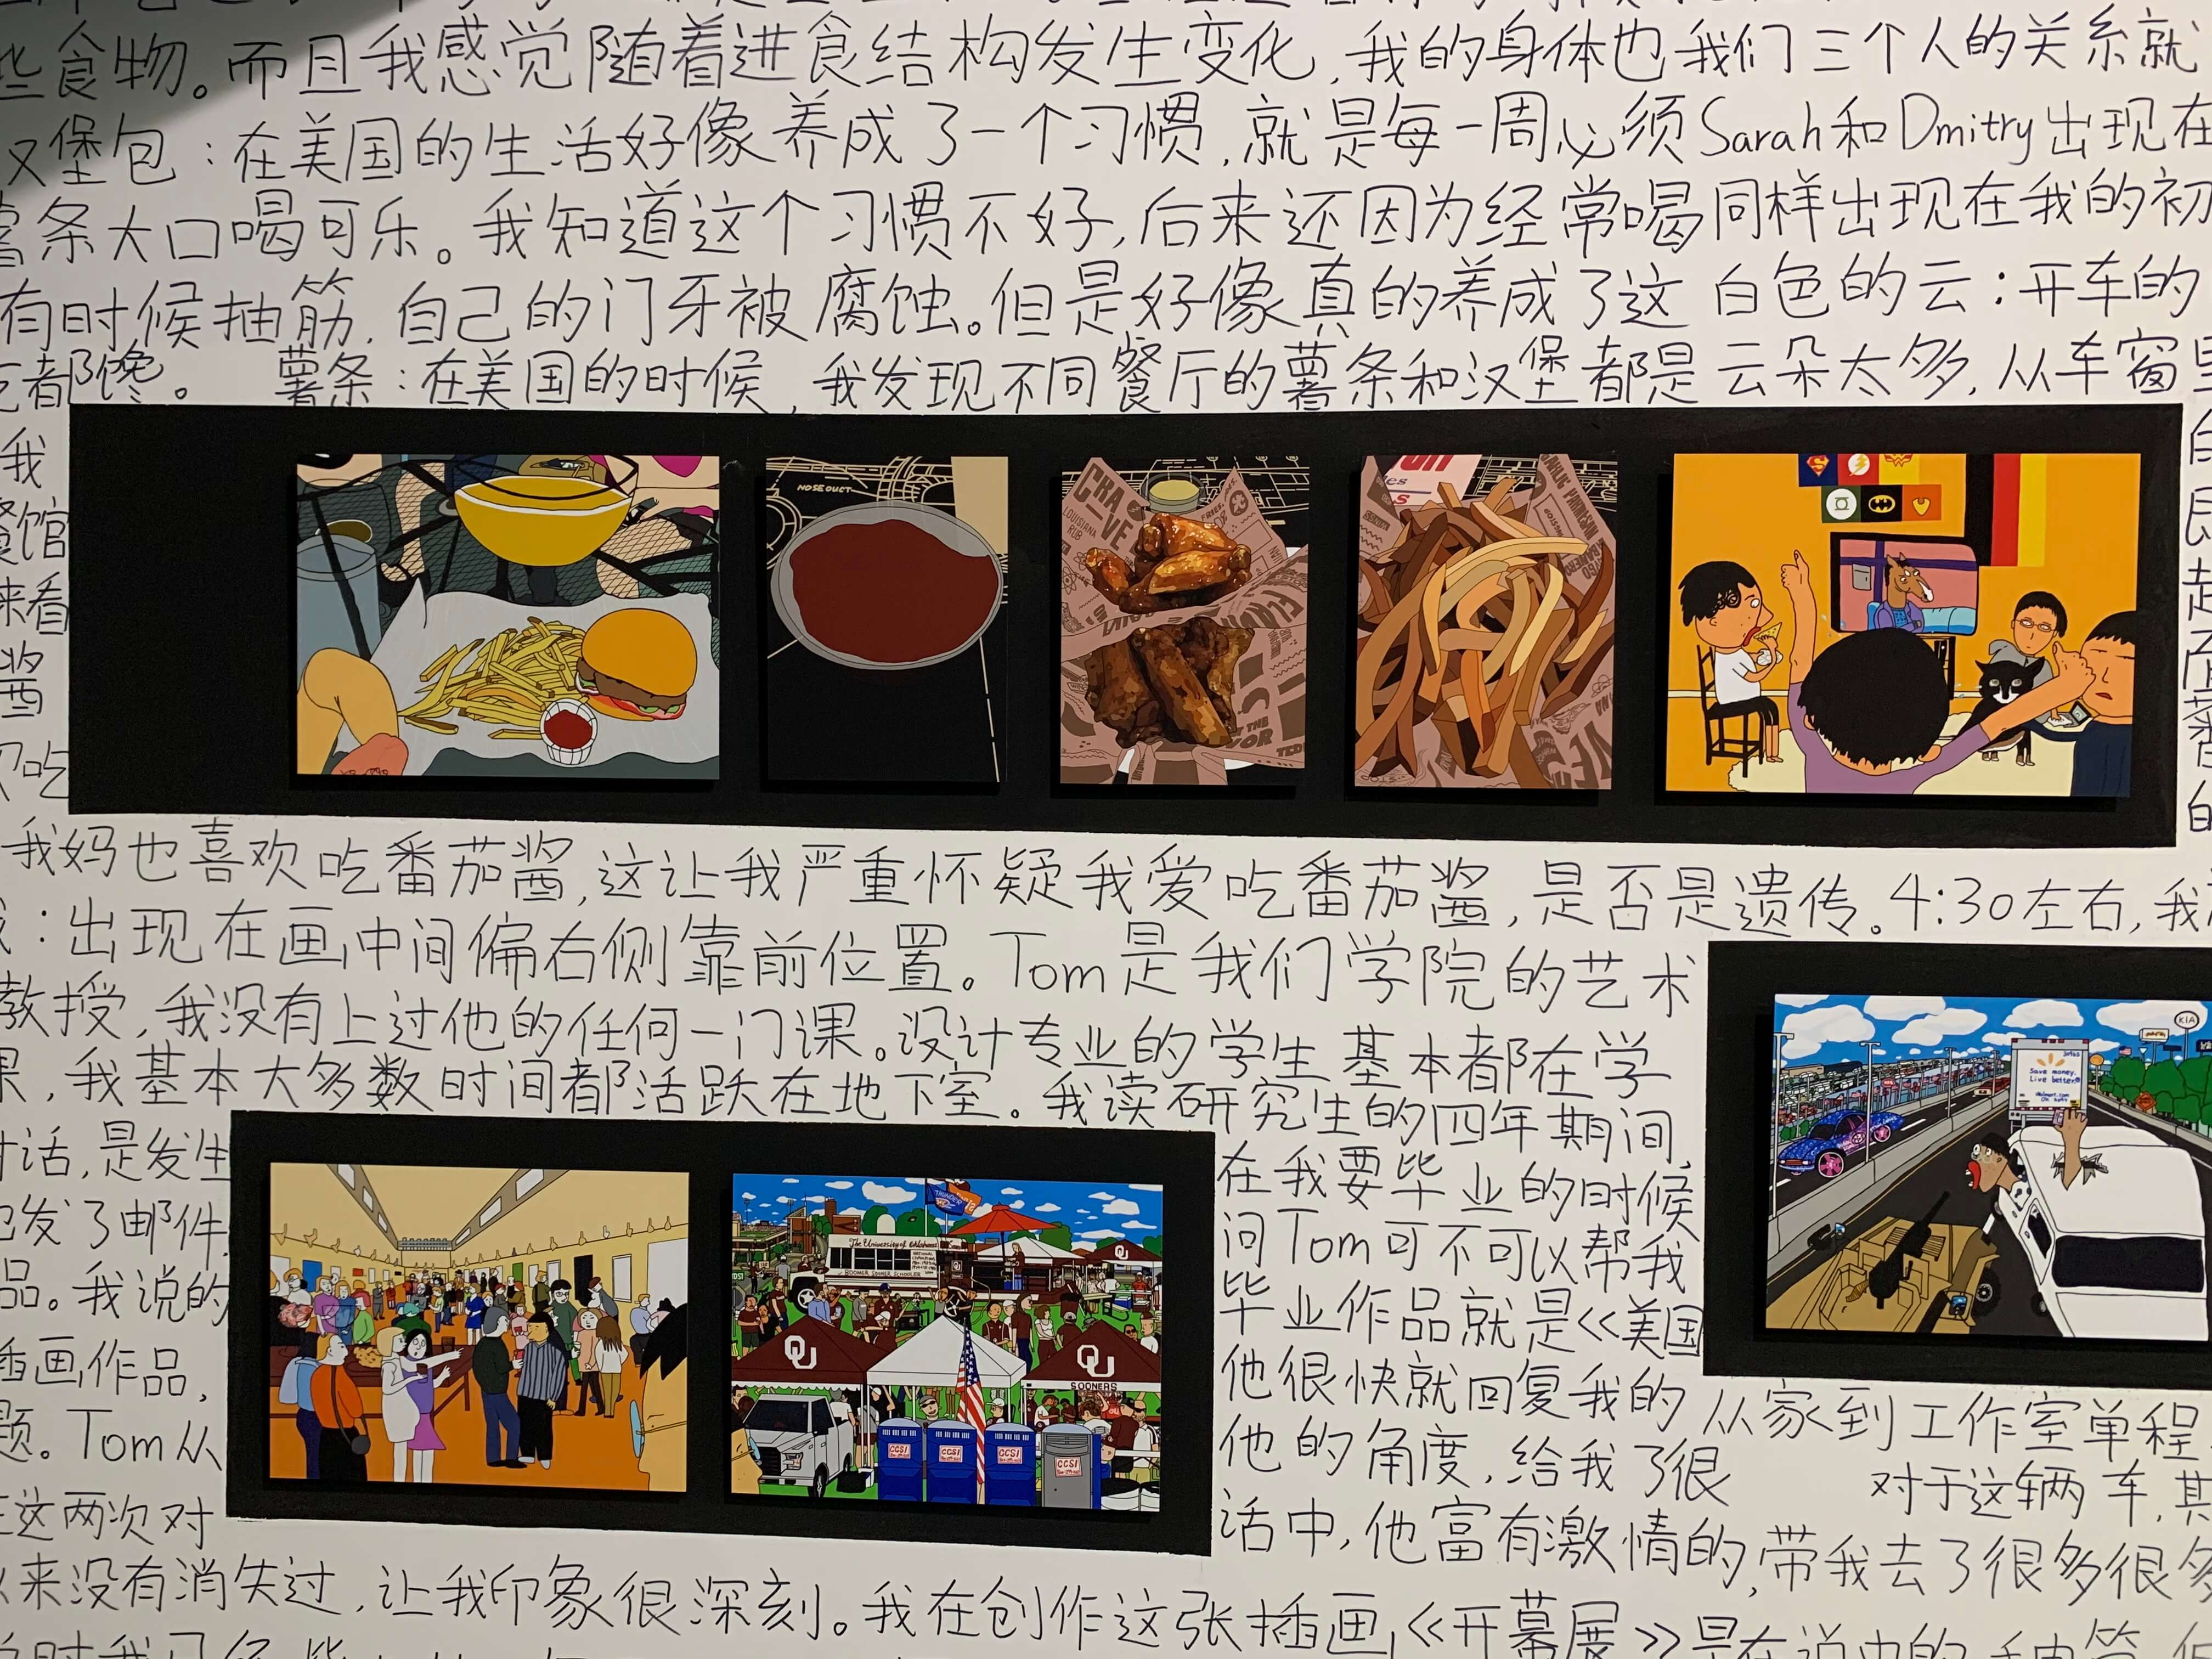 些食物。而且我感觉随着进食结构发生变化,我的身体也我们三个人的关系就
汉堡包:在美国的生活好像养成了一个习惯,就是每一周必须Sarah和Dmitry出现在
薯条大口喝可乐。我知道这个习惯不好,后来还因为经常喝同样出现在我的初
有时候抽筋,自己的门牙被腐蚀。但是好像真的养成了这 白色的云:开车的
都馋。 薯条:在美国的时候,我发现不同餐厅的薯条和汉堡都是 云朵太多,从车窗里
我
餐馆
来看
酱
吃
NOSEDUCT
CRAVE
LOUISIANA RUB
我妈也喜欢吃番茄酱,这让我严重怀疑我爱吃番茄酱,是否是遗传。4:30左右,我
:出现在画中间偏右侧靠前位置。Tom是我们学院的艺术
教授,我没有上过他的任何一门课。设计专业的学生基本都在学
果,我基本大多数时间都活跃在地下室。我读研究生的四年期间,
对话,是发生
发了邮件,
品。我说的
插画作品,
题。Tom从
这两次对
在我要毕业的时候
问Tom可不可以帮我
毕业作品就是《美国
他很快就回复我的
他的角度,给我了很
话中,他富有激情的,带我去了很多很多
从家到工作室单程
对于这辆车,其
The University of Oklahoma
BOOMER SOONER SCHOONER
THUNDER
OU
OU
OU
SOONERS
CCSI
CCSI
CCSI
CCSI
KIA
Save money.
Live better.
来没有消失过,让我印象很深刻。我在创作这张插画,《开幕展》